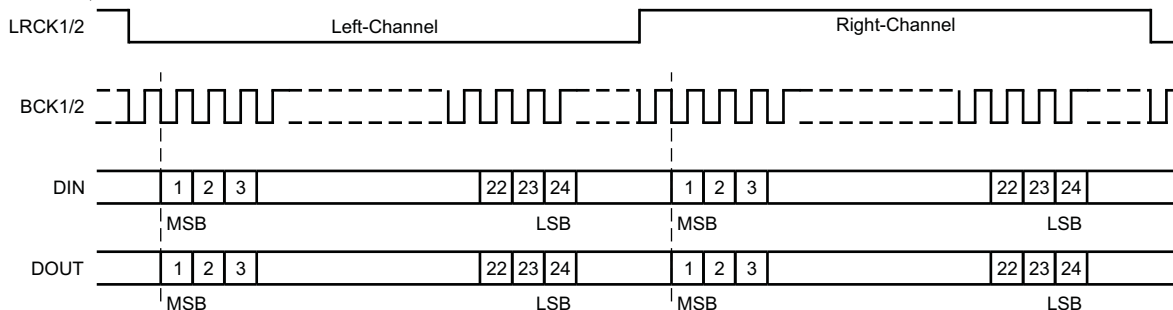 LRCK1/2 Left-Channel Right-Channel
BCK1/2
DIN 1 2 3 22 23 24 1 2 3 22 23 24
MSB LSB MSB LSB
DOUT 1 2 3 22 23 24 1 2 3 22 23 24
MSB LSB MSB LSB